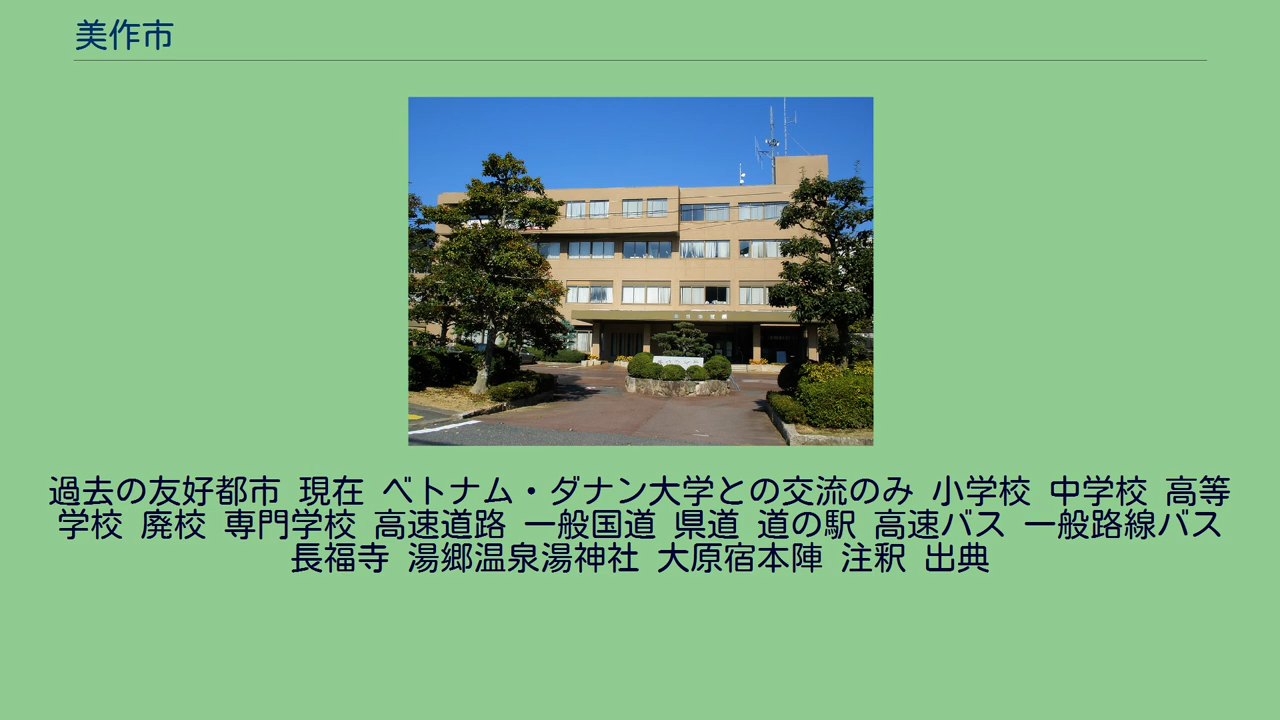 美作市
過去の友好都市 現在 ベトナム・ダナン大学との交流のみ 小学校 中学校 高等
学校 廃校 専門学校 高速道路 一般国道 県道 道の駅 高速バス 一般路線バス
長福寺 湯郷温泉湯神社 大原宿本陣 注釈 出典